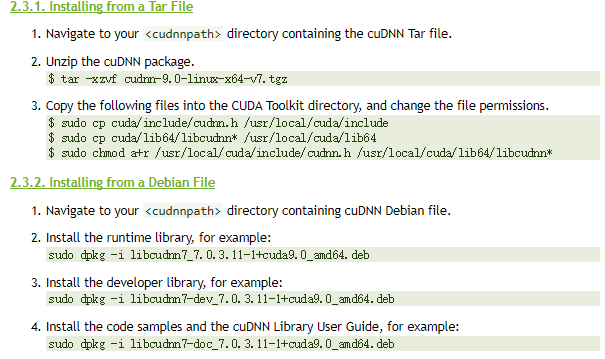 2.3.1. Installing from a Tar File
1. Navigate to your <cudnnpath> directory containing the cuDNN Tar file.
2. Unzip the cuDNN package.
$ tar -xzvf cudnn-9.0-linux-x64-v7.tgz
3. Copy the following files into the CUDA Toolkit directory, and change the file permissions.
$ sudo cp cuda/include/cudnn.h /usr/local/cuda/include
$ sudo cp cuda/lib64/libcudnn* /usr/local/cuda/lib64
$ sudo chmod a+r /usr/local/cuda/include/cudnn.h /usr/local/cuda/lib64/libcudnn*
2.3.2. Installing from a Debian File
1. Navigate to your <cudnnpath> directory containing cuDNN Debian file.
2. Install the runtime library, for example:
sudo dpkg -i libcudnn7_7.0.3.11-1+cuda9.0_amd64.deb
3. Install the developer library, for example:
sudo dpkg -i libcudnn7-dev_7.0.3.11-1+cuda9.0_amd64.deb
4. Install the code samples and the cuDNN Library User Guide, for example:
sudo dpkg -i libcudnn7-doc_7.0.3.11-1+cuda9.0_amd64.deb